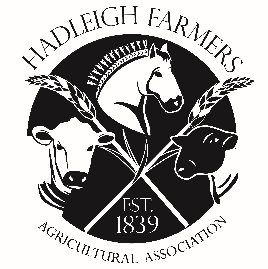 HADLEIGH FARMERS
EST.
1839
AGRICULTURAL ASSOCIATION